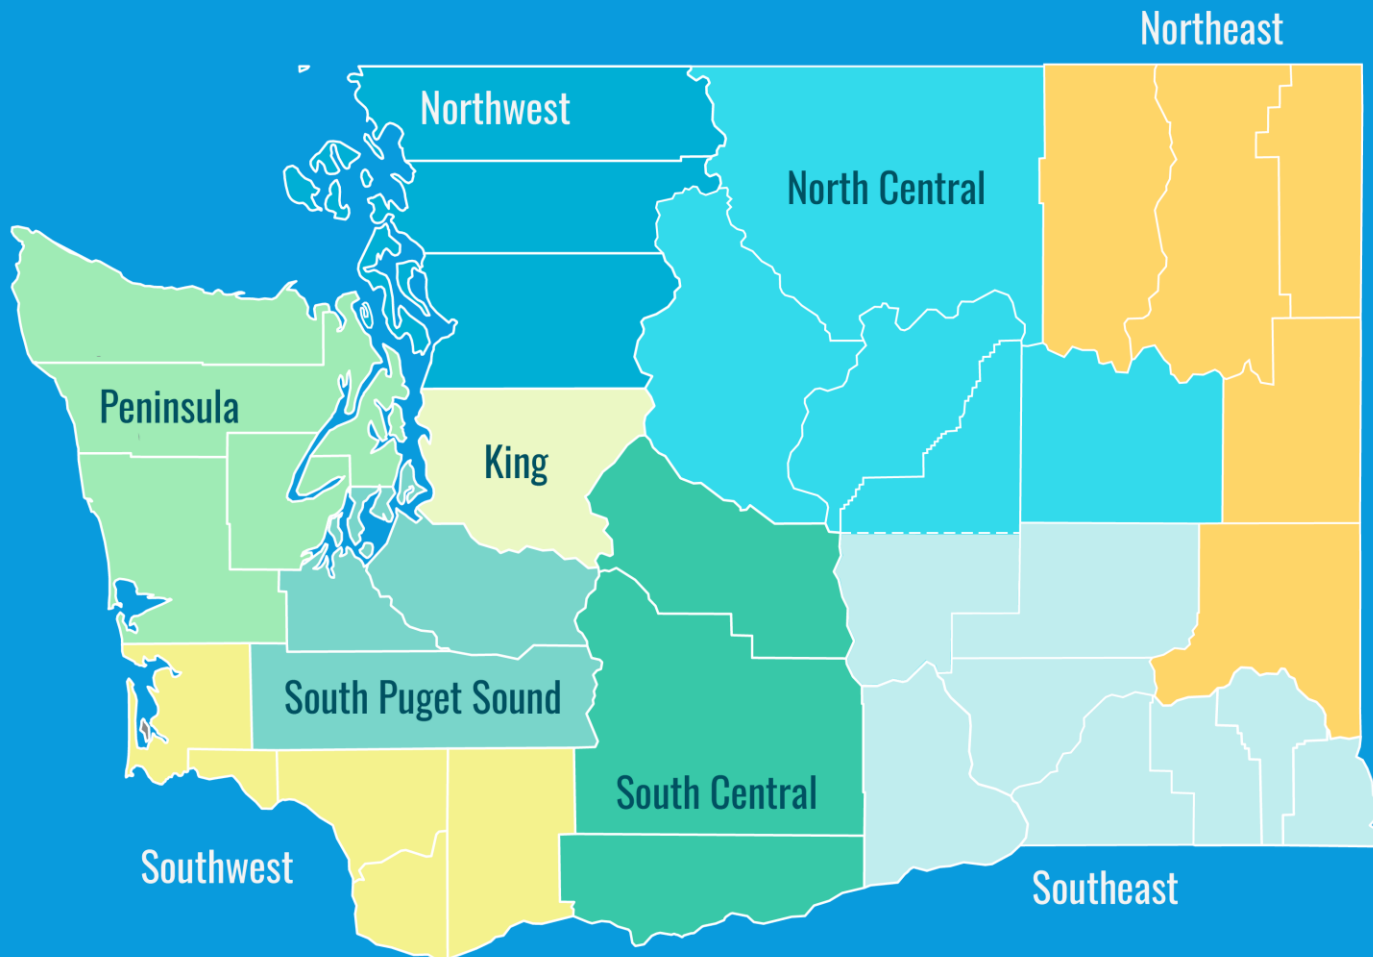 Northeast
Northwest
North Central
Peninsula
King
South Puget Sound
South Central
Southwest
Southeast